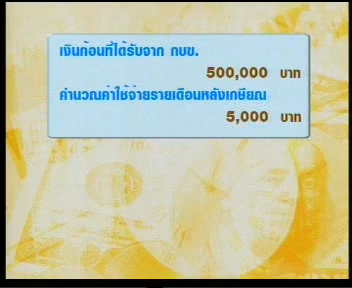 เงินก้อนที่ได้รับจาก กบข.
500,000 บาท
คำนวณค่าใช้จ่ายรายเดือนหลังเกษียณ
5,000 บาท